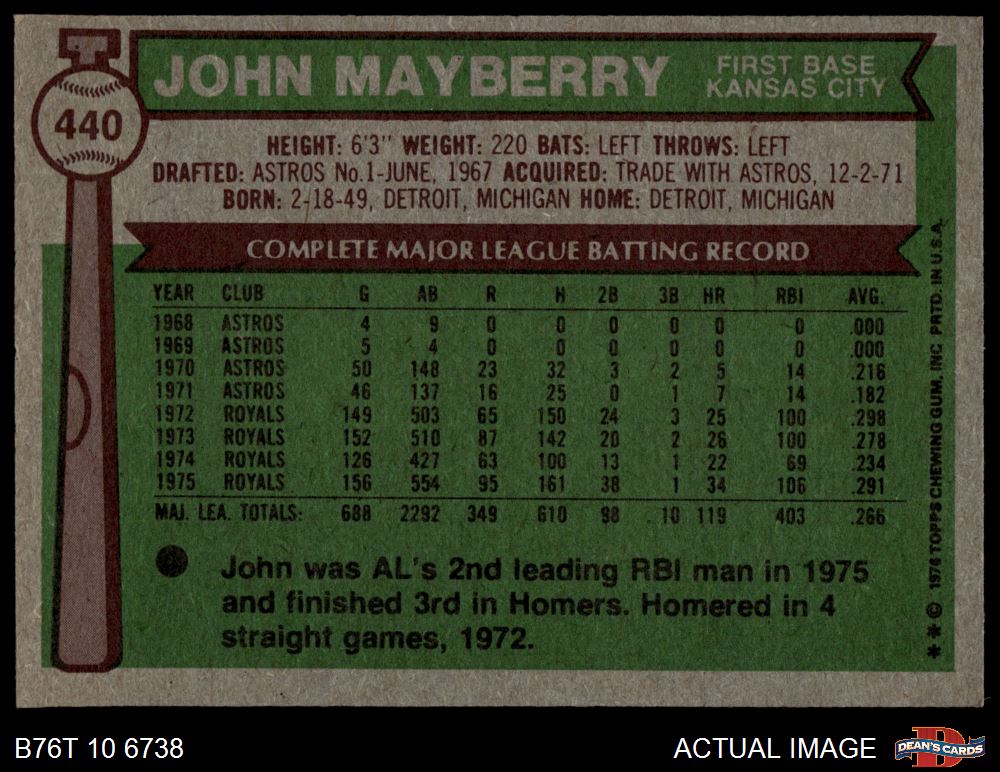 440
JOHN MAYBERRY
FIRST BASE
KANSAS CITY
HEIGHT: 6'3" WEIGHT: 220 BATS: LEFT THROWS: LEFT
DRAFTED: ASTROS No.1-JUNE, 1967 ACQUIRED: TRADE WITH ASTROS, 12-2-71
BORN: 2-18-49, DETROIT, MICHIGAN HOME: DETROIT, MICHIGAN
COMPLETE MAJOR LEAGUE BATTING RECORD
YEAR CLUB G AB R H 2B 3B HR RBI AVG.
1968 ASTROS 4 9 0 0 0 0 0 0 .000
1969 ASTROS 5 4 0 0 0 0 0 0 .000
1970 ASTROS 50 148 23 32 3 2 5 14 .216
1971 ASTROS 46 137 16 25 0 1 7 14 .182
1972 ROYALS 149 503 65 150 24 3 25 100 .298
1973 ROYALS 152 510 87 142 20 2 26 100 .278
1974 ROYALS 126 427 63 100 13 1 22 69 .234
1975 ROYALS 156 554 95 161 38 1 34 106 .291
MAJ. LEA. TOTALS: 688 2292 349 610 98 10 119 403 .266
John was AL's 2nd leading RBI man in 1975
and finished 3rd in Homers. Homered in 4
straight games, 1972.
** © 1976 TOPPS CHEWING GUM, INC PRTD. IN U.S.A.
B76T 10 6738
ACTUAL IMAGE
D
DEAN'S CARDS